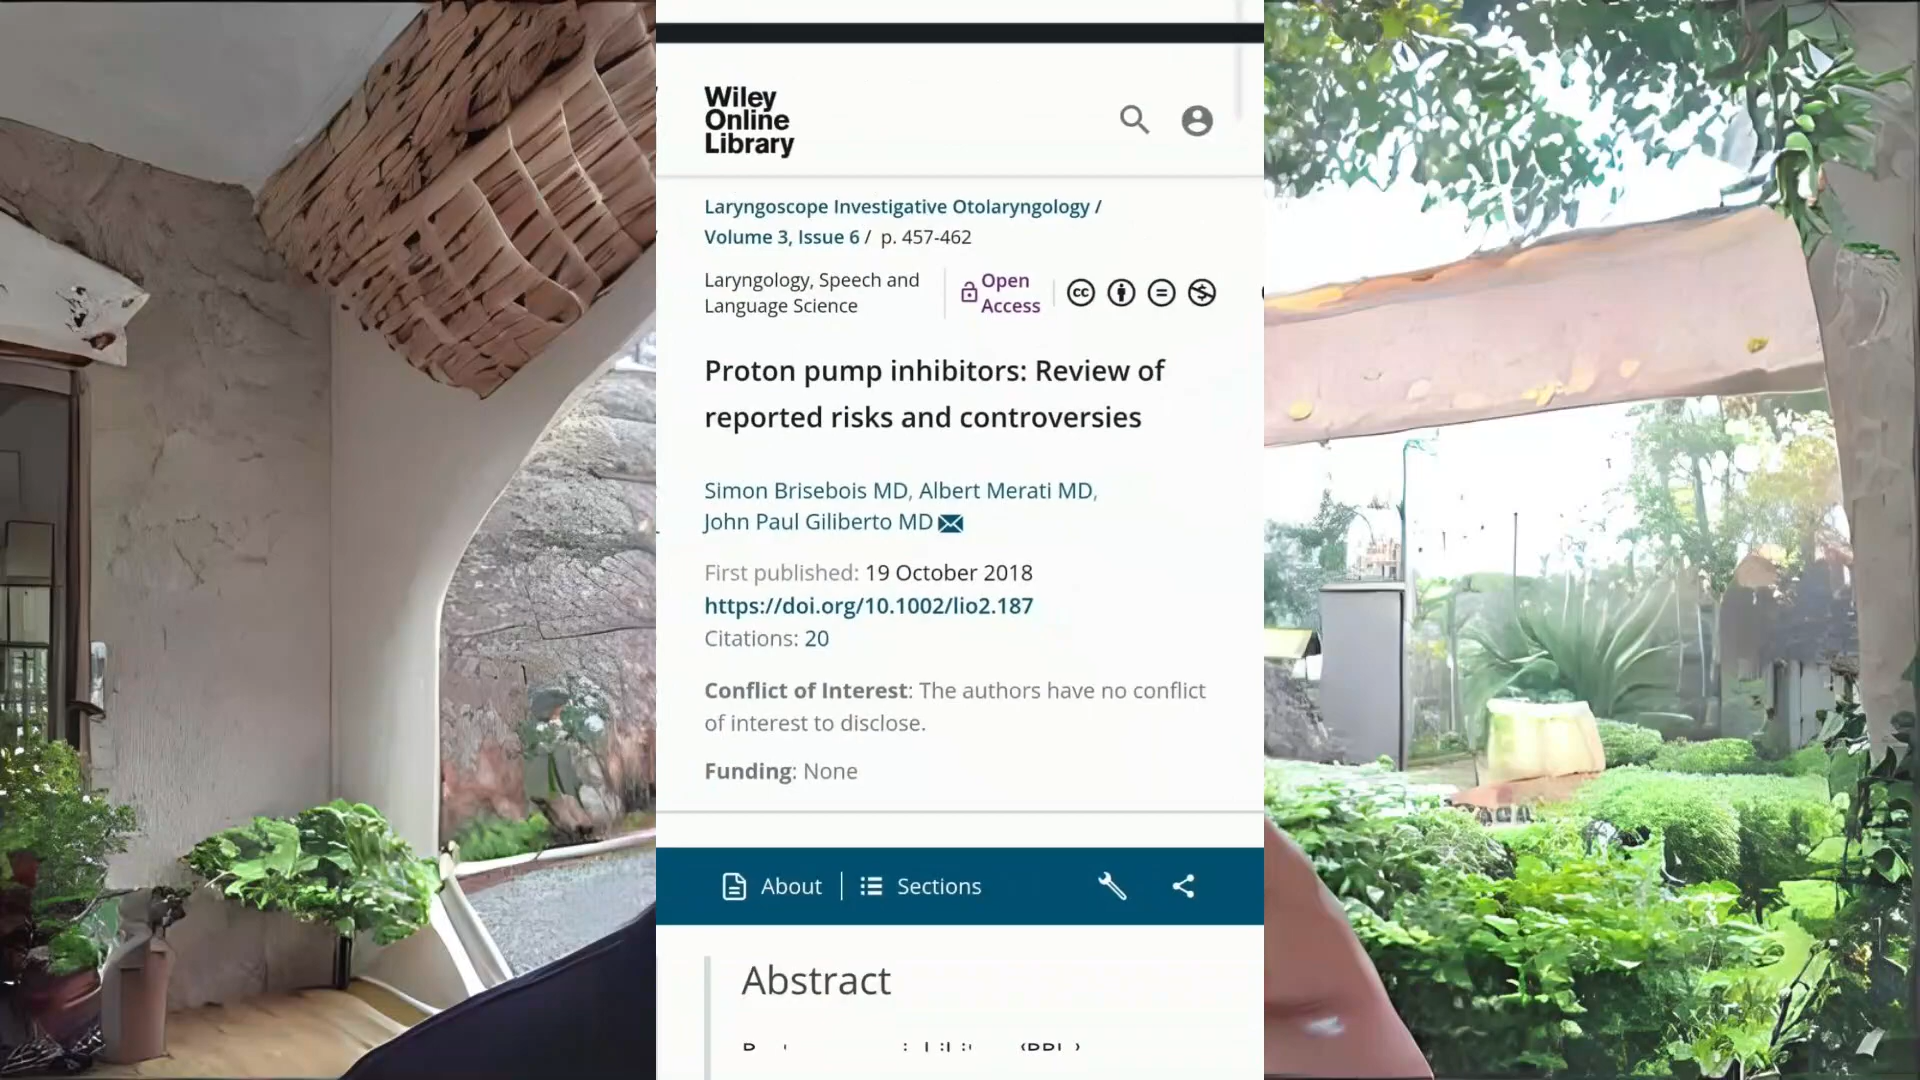 Wiley
Online
Library
Laryngoscope Investigative Otolaryngology /
Volume 3, Issue 6 / p. 457-462
Laryngology, Speech and
Language Science
Open
Access
cc
Proton pump inhibitors: Review of
reported risks and controversies
Simon Brisebois MD, Albert Merati MD,
John Paul Giliberto MD
First published: 19 October 2018
https://doi.org/10.1002/lio2.187
Citations: 20
Conflict of Interest: The authors have no conflict
of interest to disclose.
Funding: None
About
Sections
Abstract